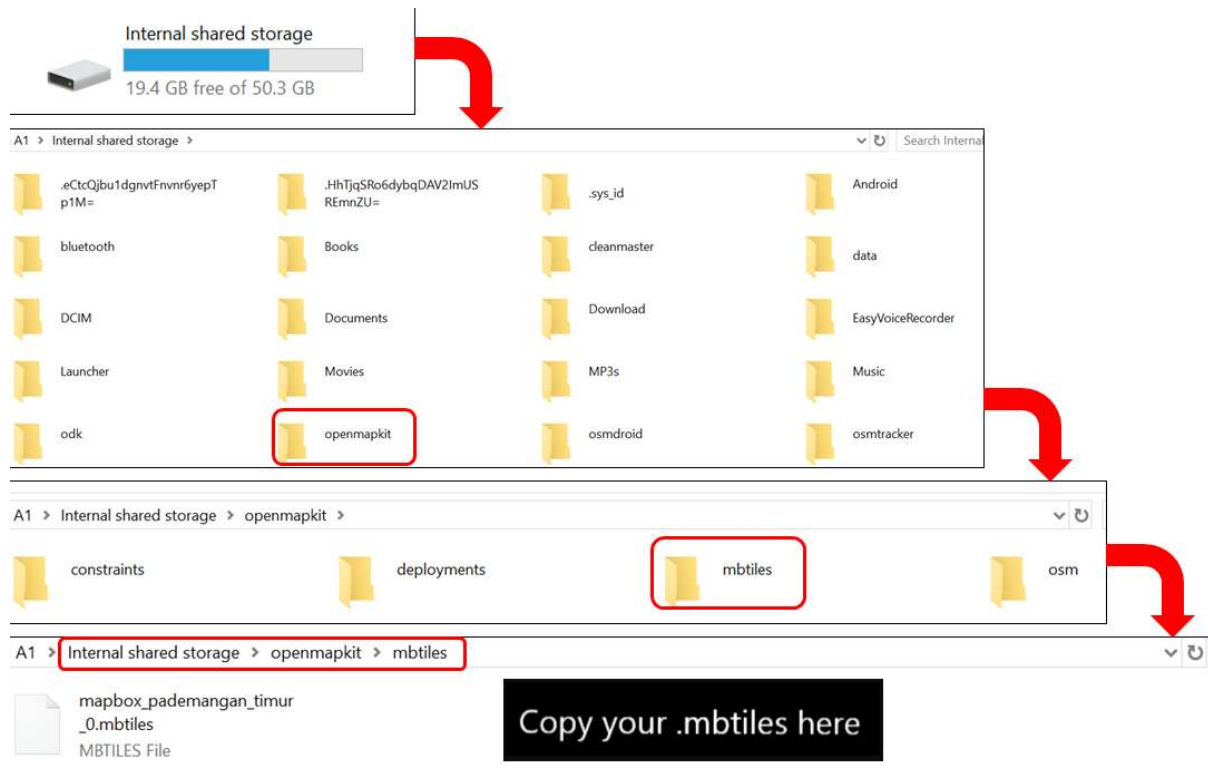 Internal shared storage
19.4 GB free of 50.3 GB
A1 > Internal shared storage >
Search Internal
.eCtcQjbu1dgnvtFnvnr6yepT
p1M=
.HhTjqSRo6dybqDAV2ImUS
REmnZU=
.sys_id
Android
bluetooth
Books
cleanmaster
data
DCIM
Documents
Download
EasyVoiceRecorder
Launcher
Movies
MP3s
Music
odk
openmapkit
osmdroid
osmtracker
A1 > Internal shared storage > openmapkit >
constraints
deployments
mbtiles
osm
A1 > Internal shared storage > openmapkit > mbtiles
mapbox_pademangan_timur
_0.mbtiles
MBTILES File
Copy your .mbtiles here